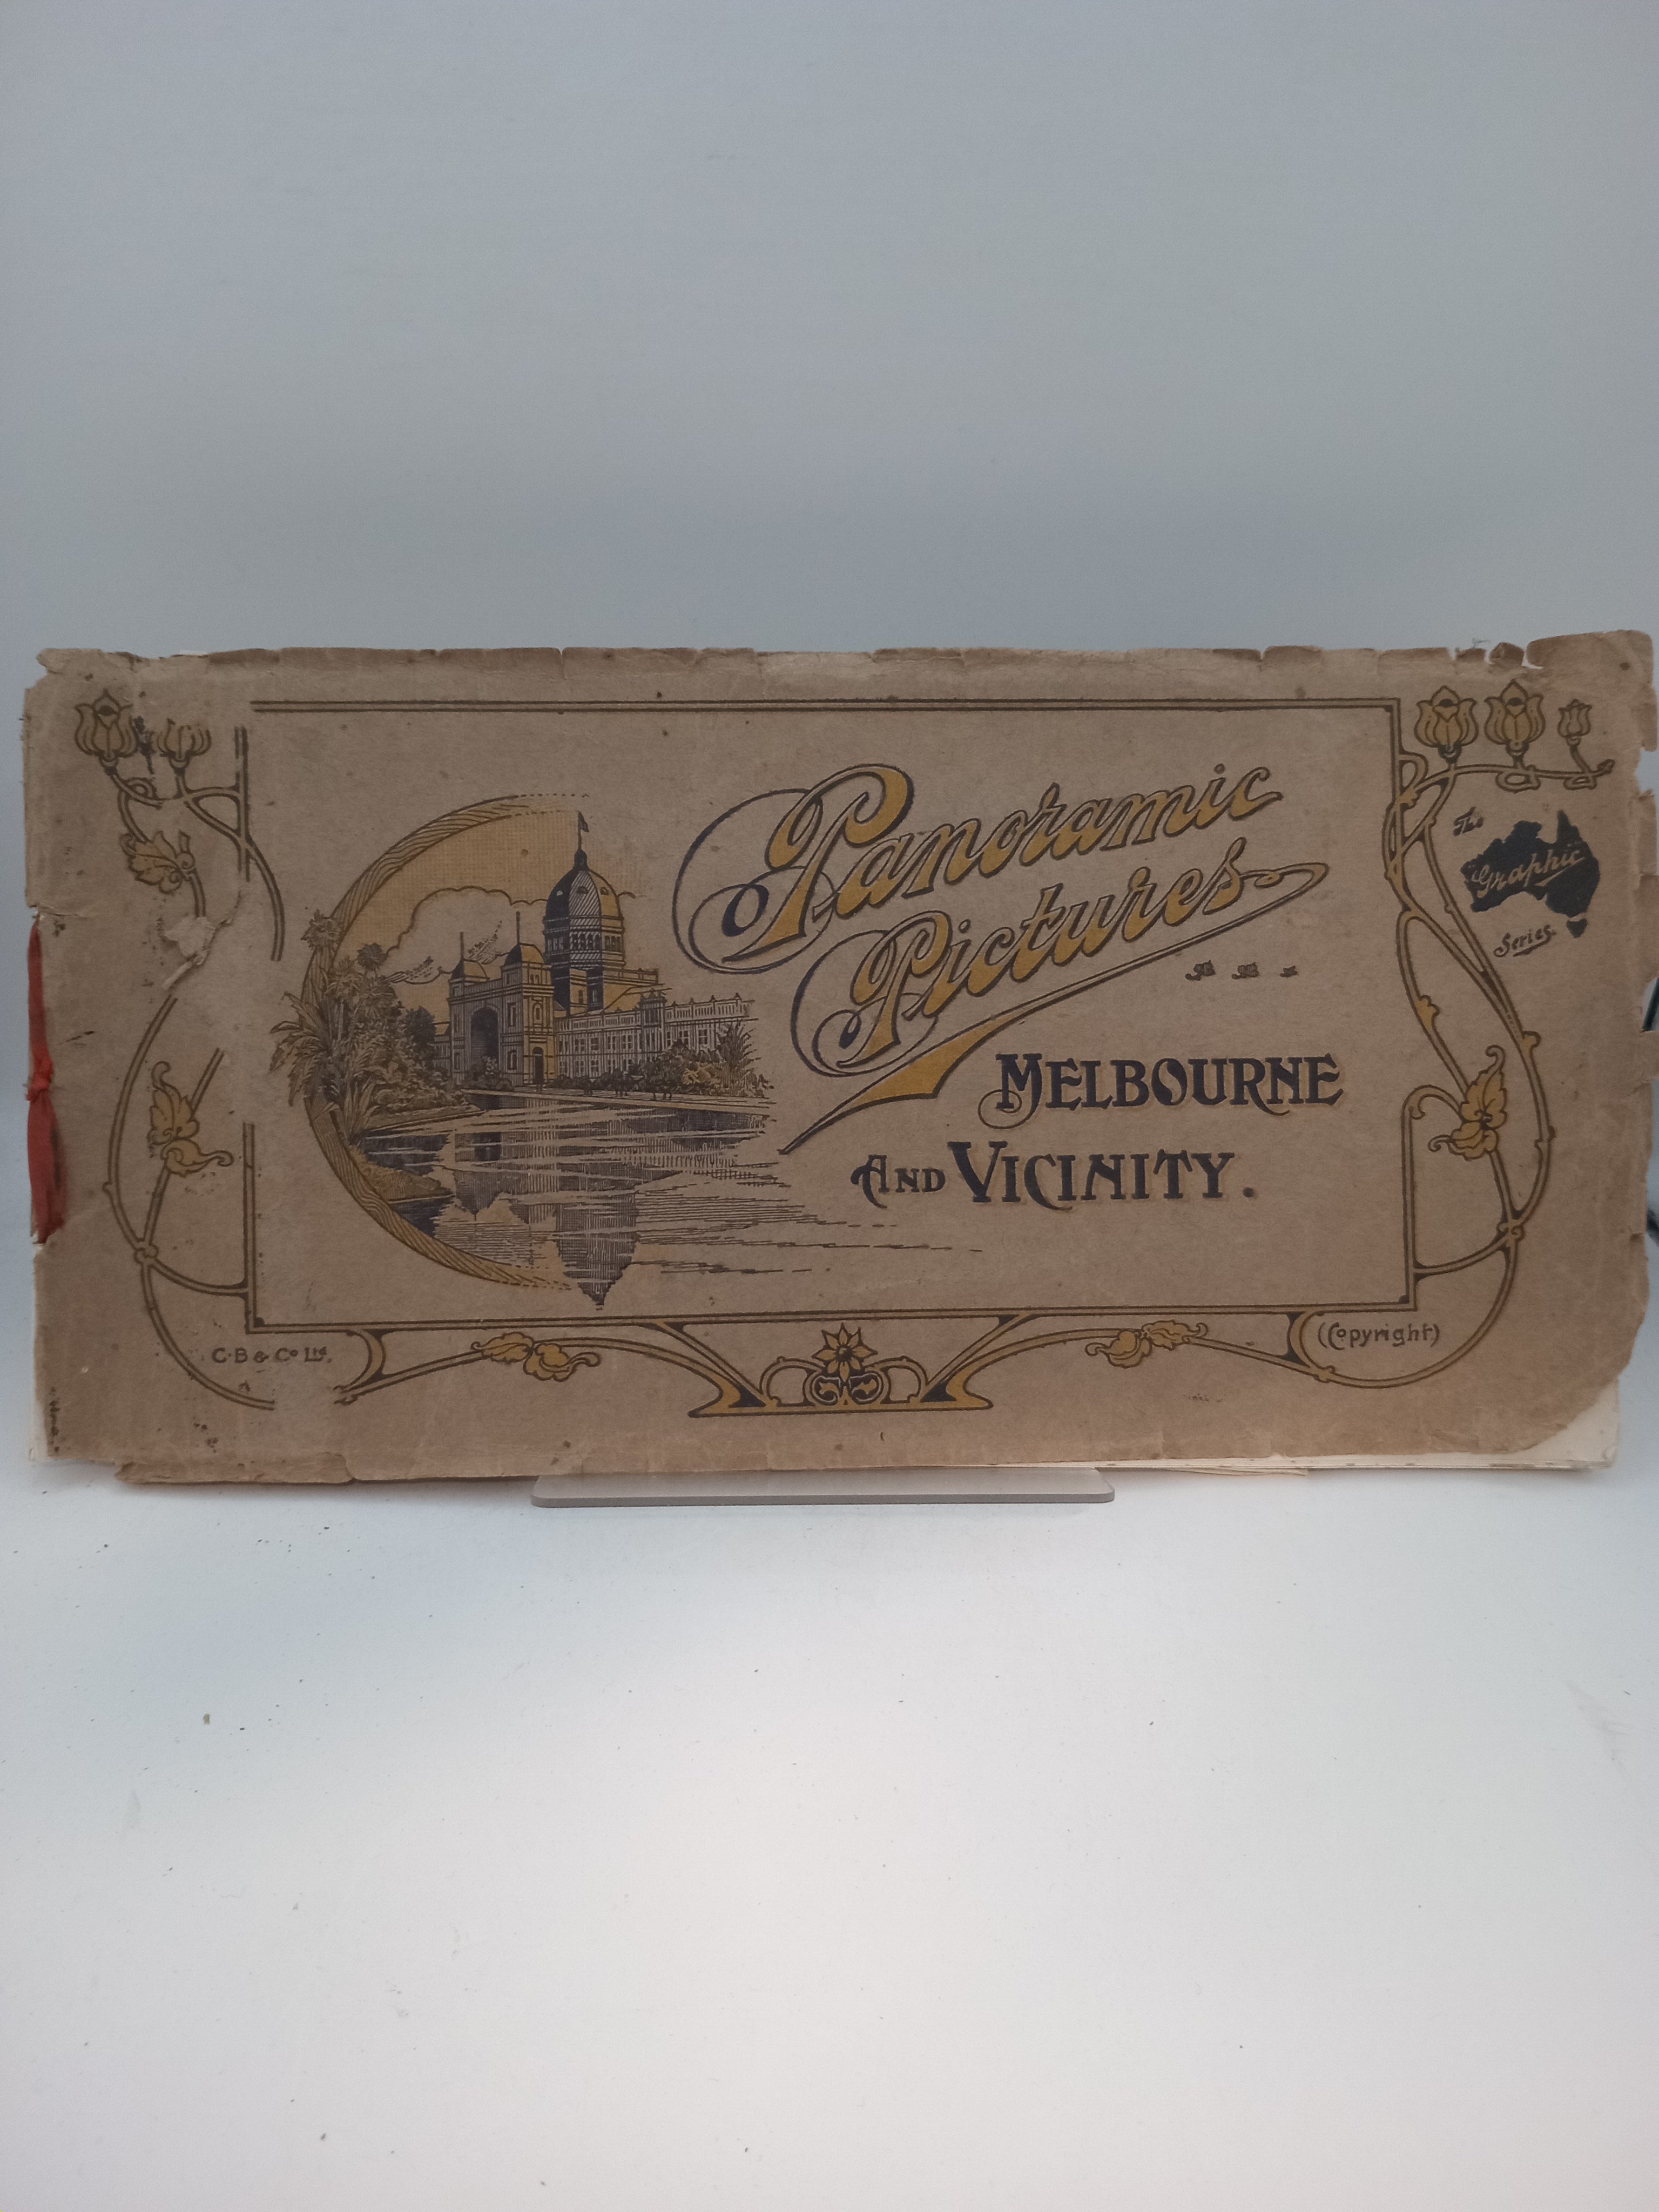 Panoramic
Pictures
MELBOURNE
AND VICINITY.
The
"Graphic"
Series.
C.B & Co Ltd.
(Copyright)